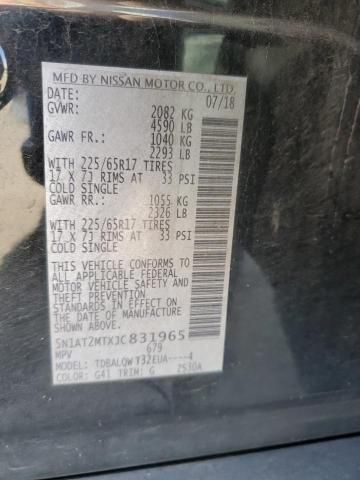 MFD BY NISSAN MOTOR CO., LTD.
DATE: 07/18
GVWR: 2082 KG
4590 LB
GAWR FR.: 1040 KG
2293 LB
WITH 225/65R17 TIRES
17 X 7J RIMS AT 33 PSI
COLD SINGLE
GAWR RR.: 1055 KG
2326 LB
WITH 225/65R17 TIRES
17 X 7J RIMS AT 33 PSI
COLD SINGLE
THIS VEHICLE CONFORMS TO ALL
APPLICABLE FEDERAL
MOTOR VEHICLE SAFETY AND
THEFT PREVENTION
STANDARDS IN EFFECT ON THE
DATE OF MANUFACTURE
SHOWN ABOVE.
5N1AT2MTXJC831965
MPV 679
MODEL: TDBALQWT32EUA----4
COLOR: G41 TRIM: G 2530A